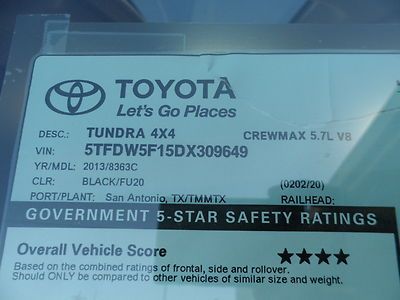 TOYOTA
Let's Go Places
DESC.: TUNDRA 4X4 CREWMAX 5.7L V8
VIN: 5TFDW5F15DX309649
YR/MDL: 2013/8363C
CLR: BLACK/FU20 (0202/20)
PORT/PLANT: San Antonio, TX/TMMTX RAILHEAD:
GOVERNMENT 5-STAR SAFETY RATINGS
Overall Vehicle Score ★★★★
Based on the combined ratings of frontal, side and rollover.
Should ONLY be compared to other vehicles of similar size and weight.